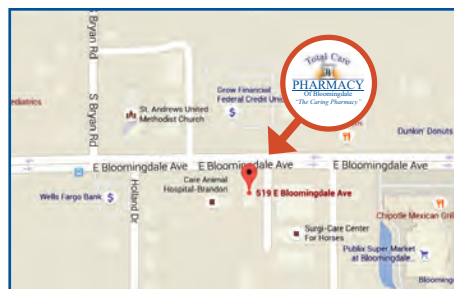 S Bryan Rd
S Bryan Rd
Total Care
PHARMACY
Of Bloomingdale
"The Caring Pharmacy"
Grow Financial
Federal Credit Union
$
St. Andrews United
Methodist Church
ediatrics
Dunkin' Donuts
E Bloomingdale Ave
E Bloomingdale Ave
E Bloomingdale Ave
Care Animal
Hospital-Brandon
519 E Bloomingdale Ave
Wells Fargo Bank $
Holland Dr
Chipotle Mexican Grill
Surgi-Care Center
For Horses
Publix Super Market
at Bloomingdale...
Blooming